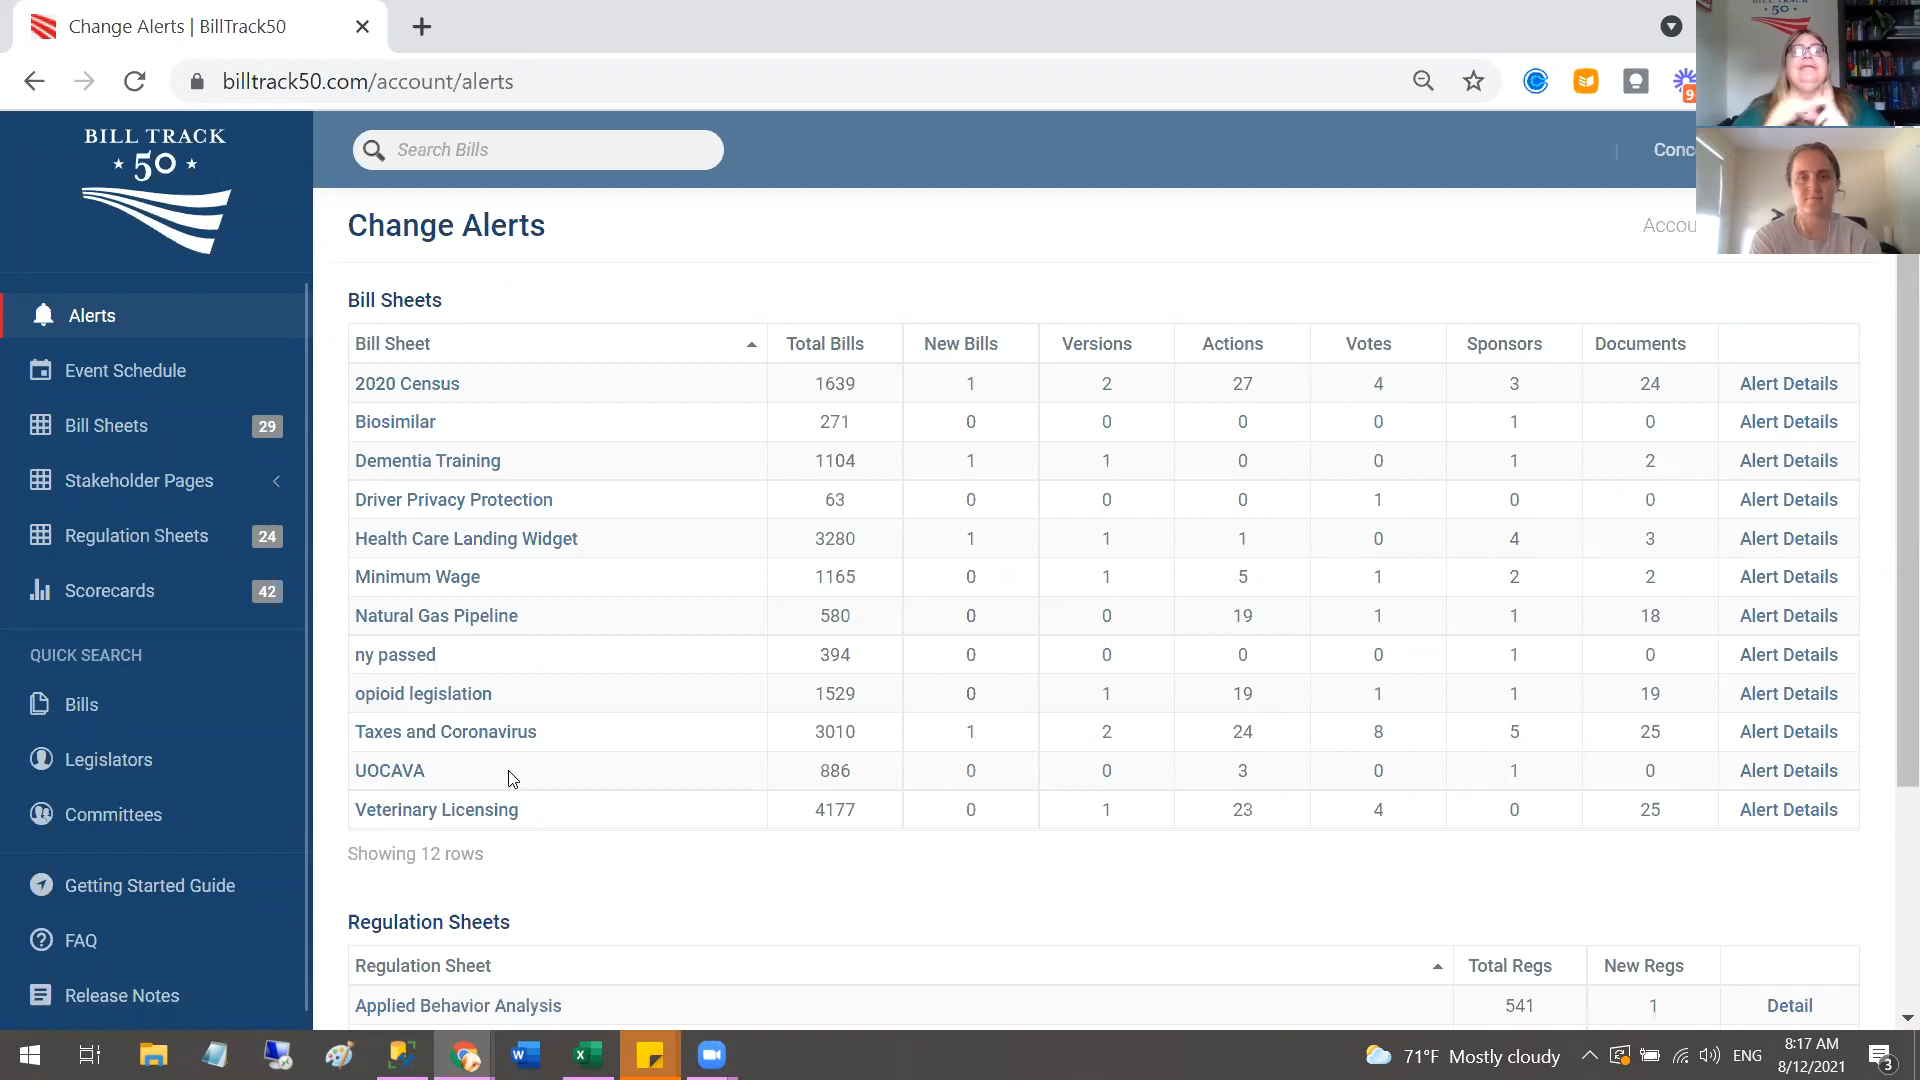 Change Alerts | BillTrack50
billtrack50.com/account/alerts
9
BILL TRACK
50
Search Bills
Conc
50
Change Alerts
Accou
Alerts
Event Schedule
Bill Sheets 29
Stakeholder Pages
Regulation Sheets 24
Scorecards 42
QUICK SEARCH
Bills
Legislators
Committees
Getting Started Guide
FAQ
Release Notes
Bill Sheets
Bill Sheet Total Bills New Bills Versions Actions Votes Sponsors Documents
2020 Census 1639 1 2 27 4 3 24 Alert Details
Biosimilar 271 0 0 0 0 1 0 Alert Details
Dementia Training 1104 1 1 0 0 1 2 Alert Details
Driver Privacy Protection 63 0 0 0 1 0 0 Alert Details
Health Care Landing Widget 3280 1 1 1 0 4 3 Alert Details
Minimum Wage 1165 0 1 5 1 2 2 Alert Details
Natural Gas Pipeline 580 0 0 19 1 1 18 Alert Details
ny passed 394 0 0 0 0 1 0 Alert Details
opioid legislation 1529 0 1 19 1 1 19 Alert Details
Taxes and Coronavirus 3010 1 2 24 8 5 25 Alert Details
UOCAVA 886 0 0 3 0 1 0 Alert Details
Veterinary Licensing 4177 0 1 23 4 0 25 Alert Details
Showing 12 rows
Regulation Sheets
Regulation Sheet Total Regs New Regs
Applied Behavior Analysis 541 1 Detail
71°F Mostly cloudy
ENG
8:17 AM
8/12/2021
3